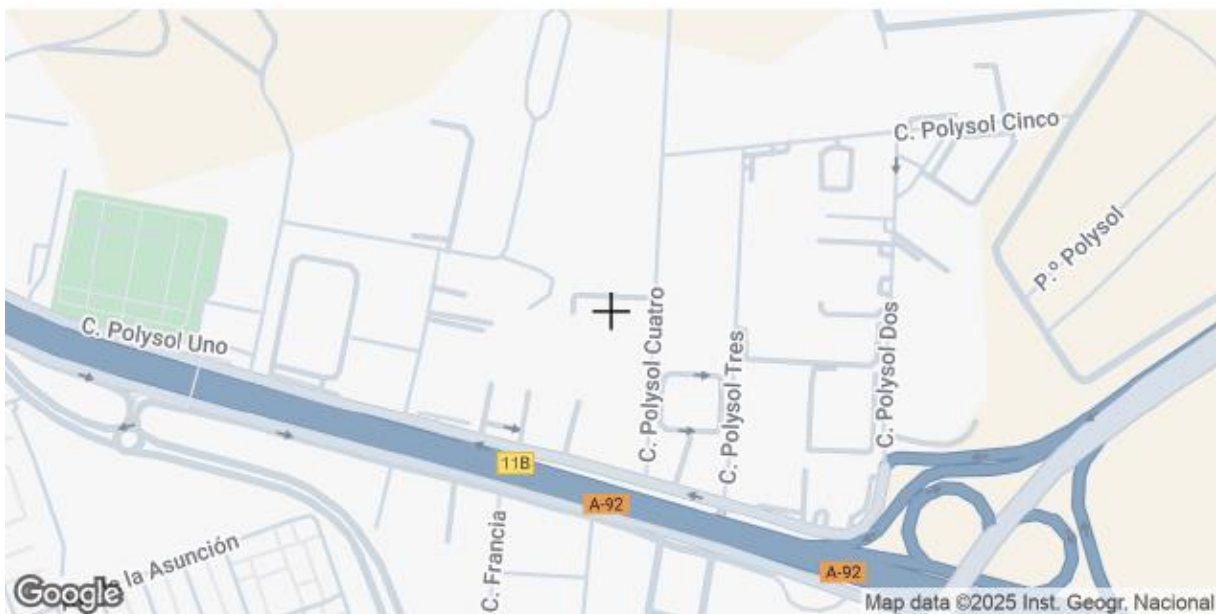 C. Polysol Cinco
P.º Polysol
C. Polysol Uno
C. Polysol Cuatro
C. Polysol Tres
C. Polysol Dos
11B
A-92
A-92
C. Francia
la Asunción
Google
Map data ©2025 Inst. Geogr. Nacional